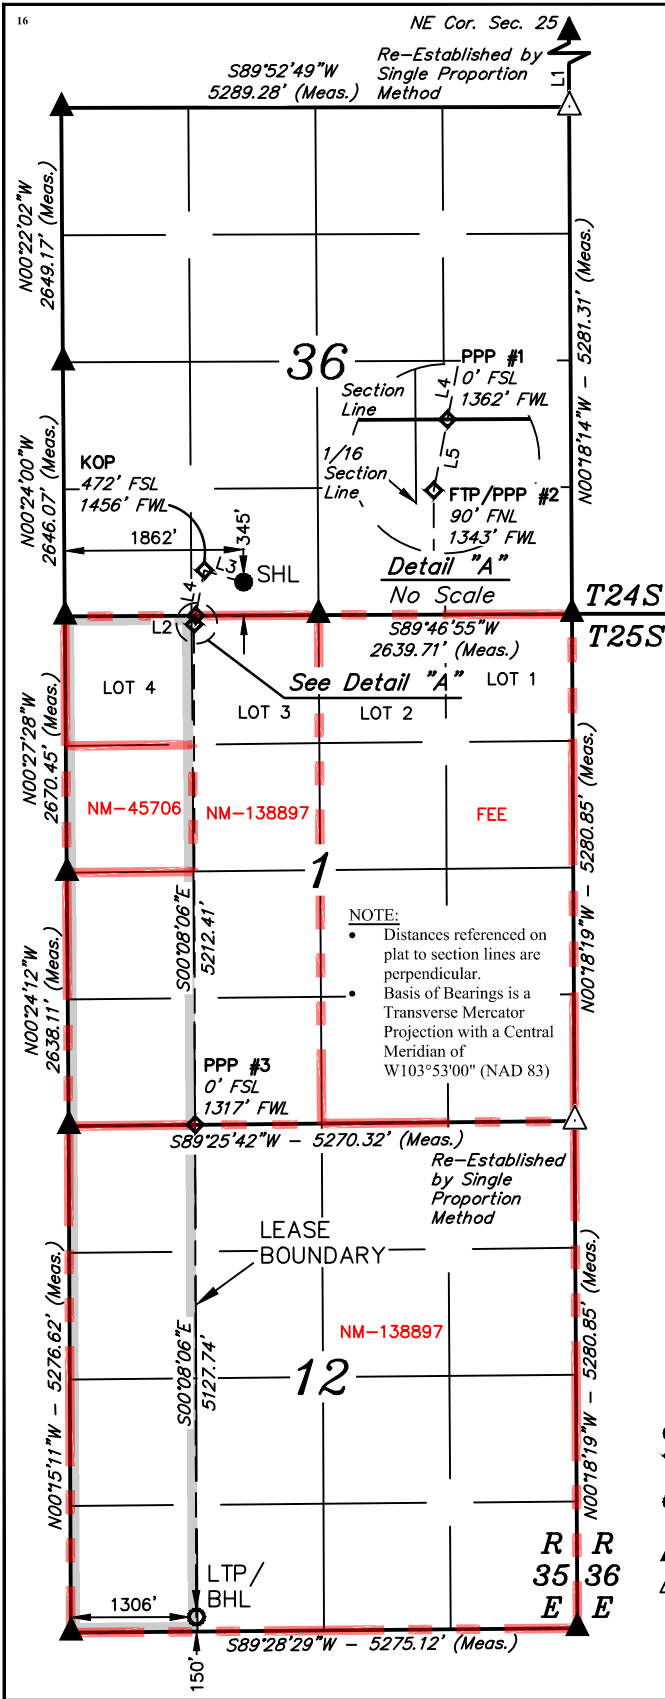 16
NE Cor. Sec. 25
Re-Established by
Single Proportion
Method
L1
S89°52'49"W
5289.28' (Meas.)
N00°22'02"W
2649.17' (Meas.)
N00°18'14"W - 5281.31' (Meas.)
36
PPP #1
0' FSL
1362' FWL
L4
Section
Line
L5
1/16
Section
Line
FTP/PPP #2
90' FNL
1343' FWL
Detail "A"
No Scale
N00°24'00"W
2646.07' (Meas.)
KOP
472' FSL
1456' FWL
1862'
345'
L3
SHL
L4
L2
T24S
T25S
S89°46'55"W
2639.71' (Meas.)
See Detail "A"
LOT 4
LOT 3
LOT 2
LOT 1
N00°27'28"W
2670.45' (Meas.)
NM-45706
NM-138897
FEE
1
S00°08'06"E
5212.41'
N00°18'19"W - 5280.85' (Meas.)
NOTE:
• Distances referenced on
plat to section lines are
perpendicular.
• Basis of Bearings is a
Transverse Mercator
Projection with a Central
Meridian of
W103°53'00" (NAD 83)
N00°24'12"W
2638.11' (Meas.)
PPP #3
0' FSL
1317' FWL
S89°25'42"W - 5270.32' (Meas.)
Re-Established
by Single
Proportion
Method
LEASE
BOUNDARY
NM-138897
12
N00°15'11"W - 5276.62' (Meas.)
S00°08'06"E
5127.74'
N00°18'19"W - 5280.85' (Meas.)
R R
35 36
E E
LTP/
BHL
1306'
150'
S89°28'29"W - 5275.12' (Meas.)